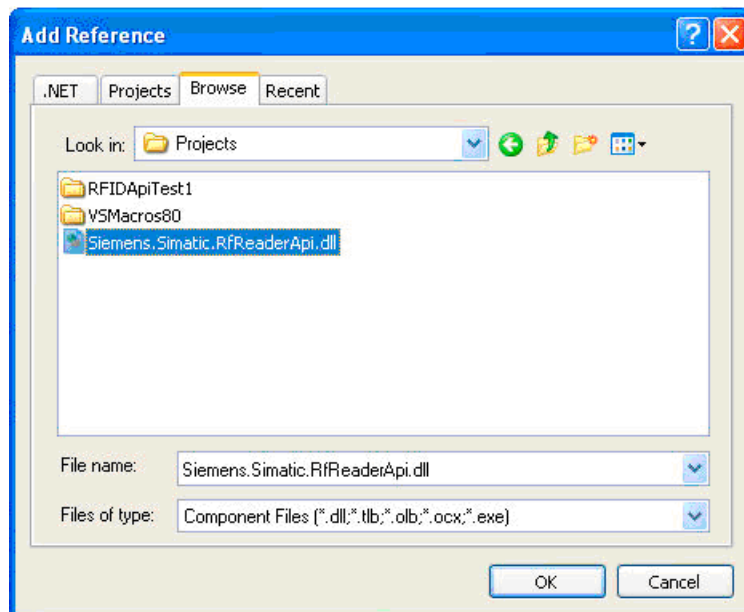 Add Reference
.NET Projects Browse Recent
Look in: Projects
RFIDApiTest1
VSMacros80
Siemens.Simatic.RfReaderApi.dll
File name: Siemens.Simatic.RfReaderApi.dll
Files of type: Component Files (*.dll;*.tlb;*.olb;*.ocx;*.exe)
OK Cancel